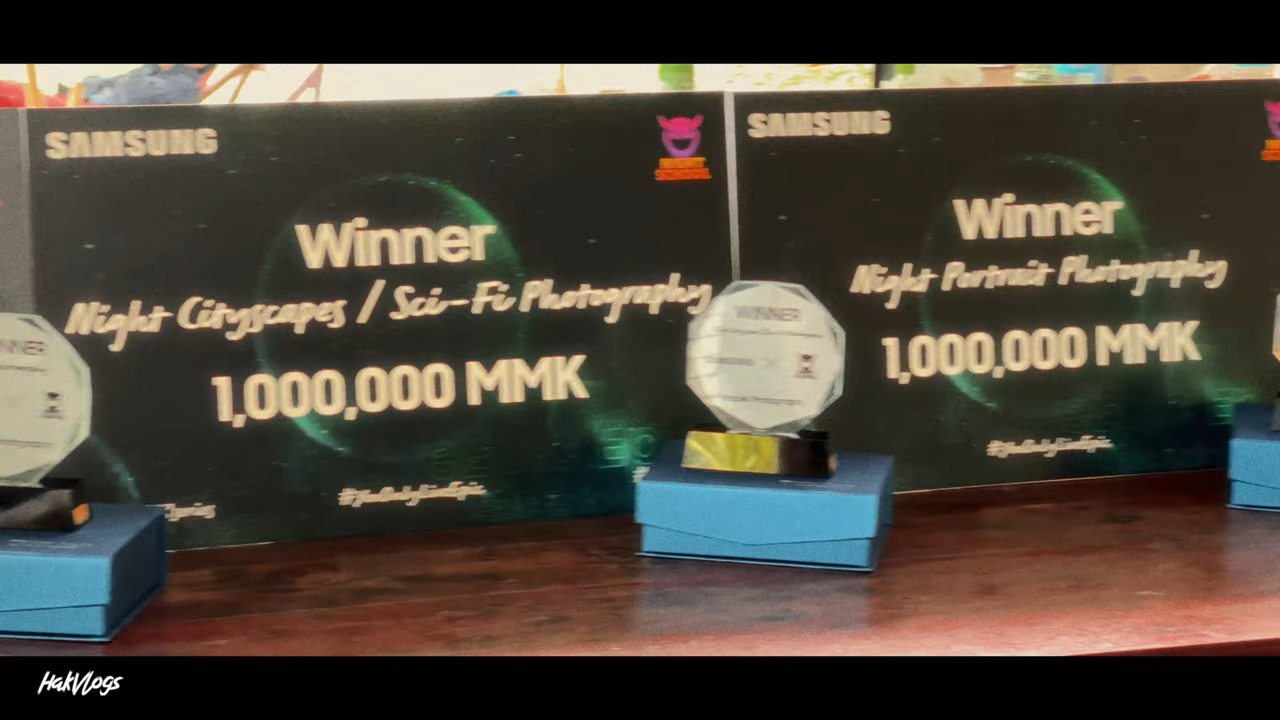 SAMSUNG
Winner
Night Cityscapes / Sci-Fi Photography
1,000,000 MMK
SAMSUNG
Winner
Night Portrait Photography
1,000,000 MMK
WINNER
HakVlogs